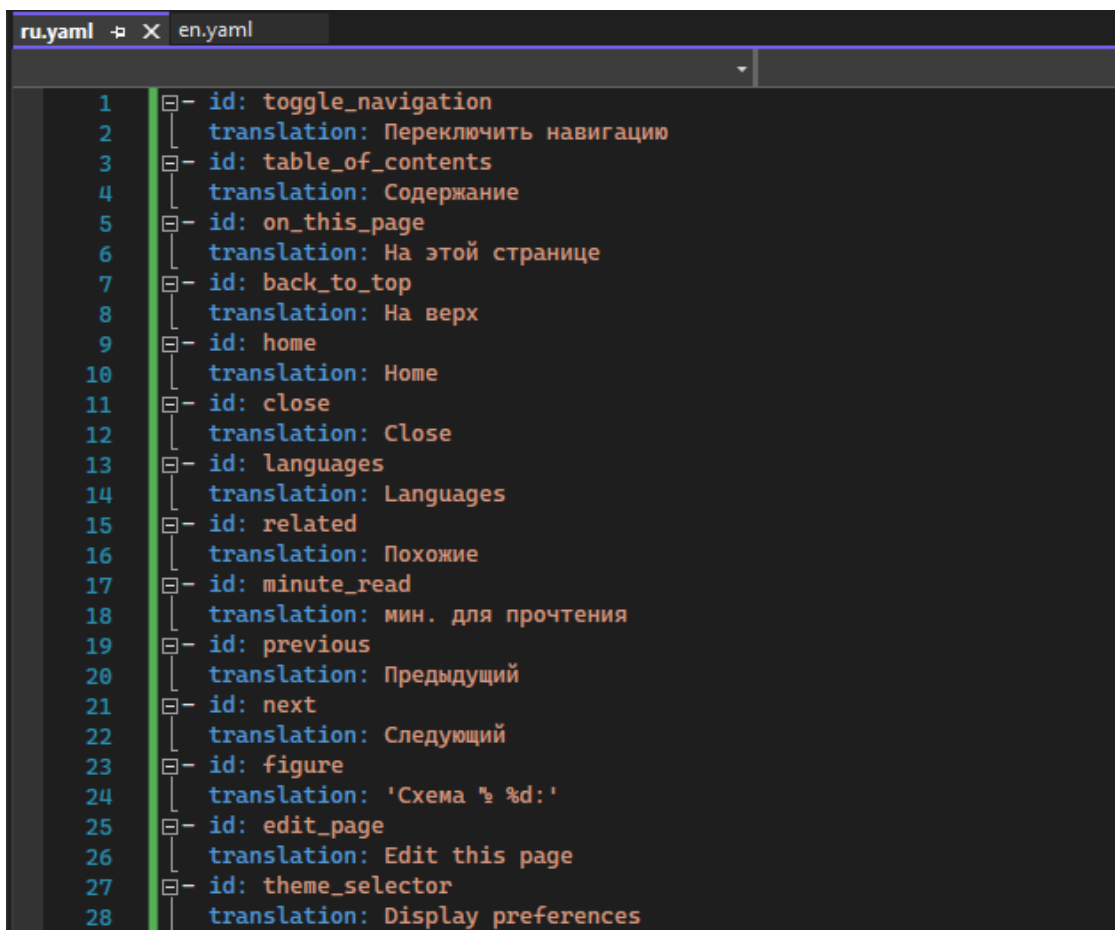 ru.yaml en.yaml
1 - id: toggle_navigation
2 translation: Переключить навигацию
3 - id: table_of_contents
4 translation: Содержание
5 - id: on_this_page
6 translation: На этой странице
7 - id: back_to_top
8 translation: На верх
9 - id: home
10 translation: Home
11 - id: close
12 translation: Close
13 - id: languages
14 translation: Languages
15 - id: related
16 translation: Похожие
17 - id: minute_read
18 translation: мин. для прочтения
19 - id: previous
20 translation: Предыдущий
21 - id: next
22 translation: Следующий
23 - id: figure
24 translation: 'Схема № %d:'
25 - id: edit_page
26 translation: Edit this page
27 - id: theme_selector
28 translation: Display preferences